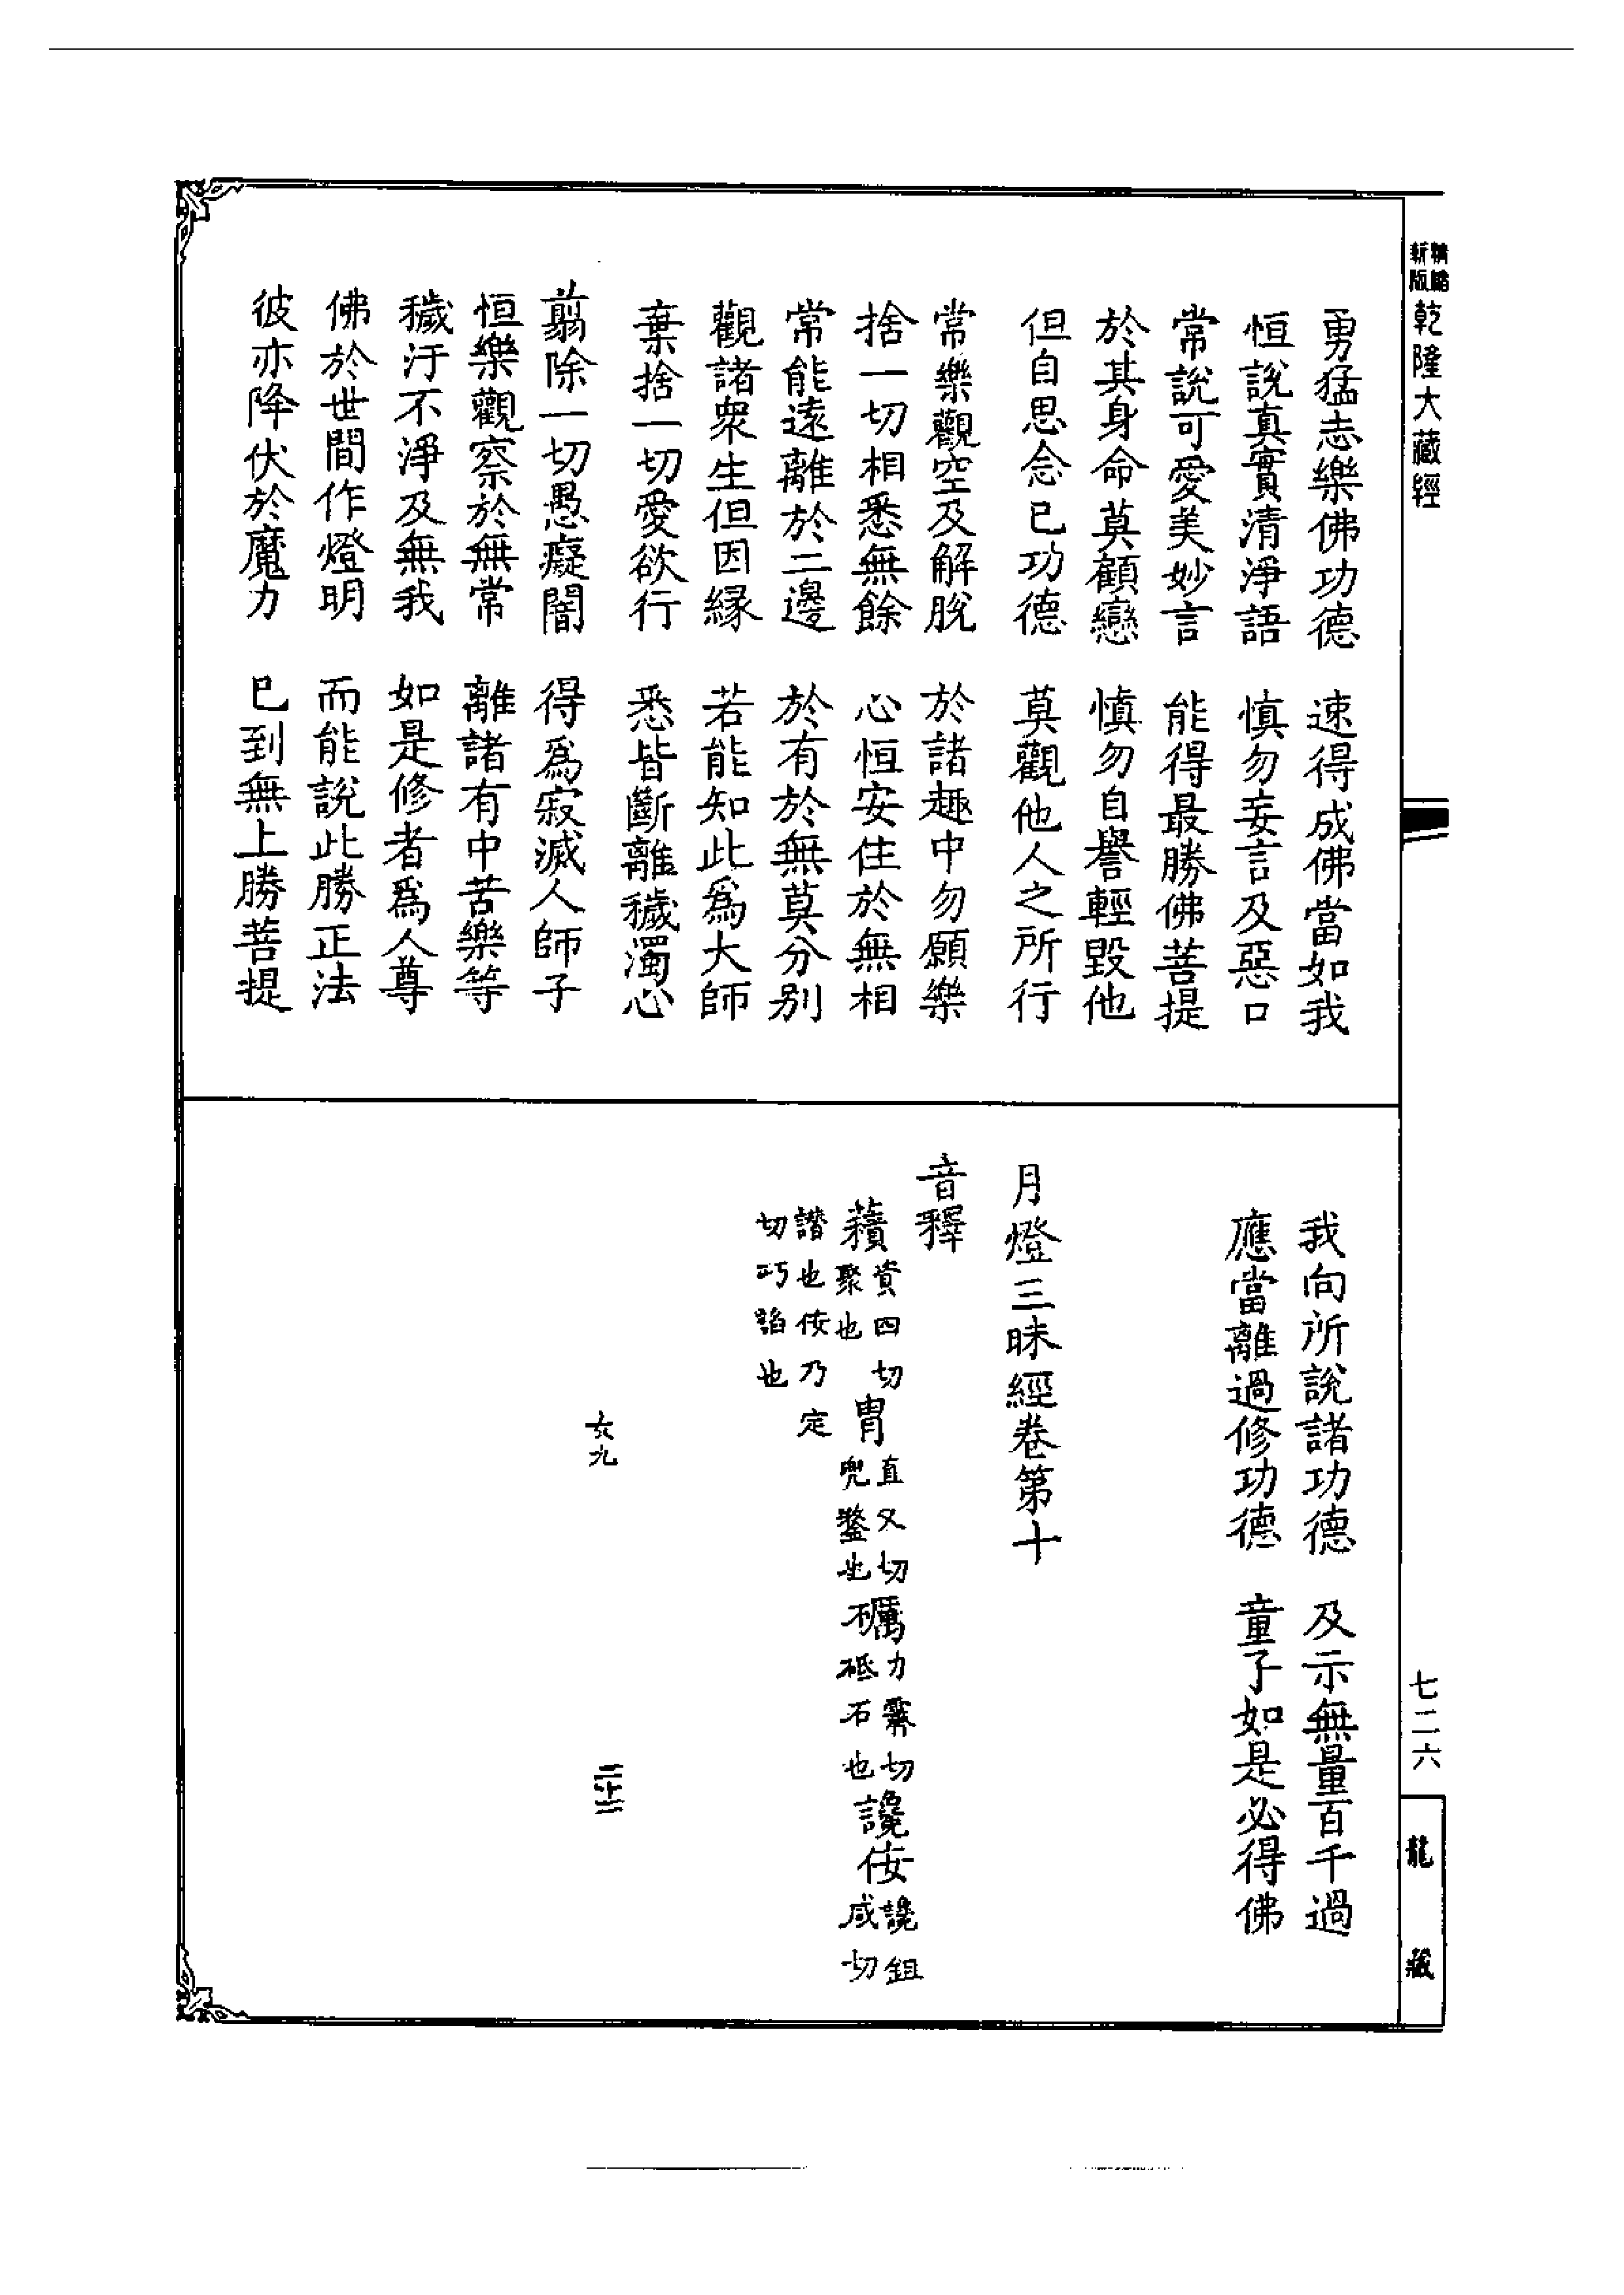 新版精縮
乾隆大藏經
七二六
龍藏
勇猛志樂佛功德　速得成佛當如我
恒說真實清淨語　慎勿妄言及惡口
常說可愛美妙言　能得最勝佛菩提
於其身命莫顧戀　慎勿自譽輕毀他
但自思念已功德　莫觀他人之所行
常樂觀空及解脫　於諸趣中勿願樂
捨一切相悉無餘　心恒安住於無相
常能遠離於二邊　於有於無莫分別
觀諸衆生但因緣　若能知此爲大師
棄捨一切愛欲行　悉皆斷離穢濁心
翦除一切愚癡闇　得爲寂滅人師子
恒樂觀察於無常　離諸有中苦樂等
穢汙不淨及無我　如是修者爲人尊
佛於世間作燈明　而能說此勝正法
彼亦降伏於魔力　已到無上勝菩提
我向所說諸功德　及示無量百千過
應當離過修功德　童子如是必得佛
月燈三昧經卷第十
音釋
積資四切聚也 冑直又切兜鍪也 礪力霽切砥石也 讒佞讒鉏咸切
譖也佞乃定切巧諂也
女九　二十二